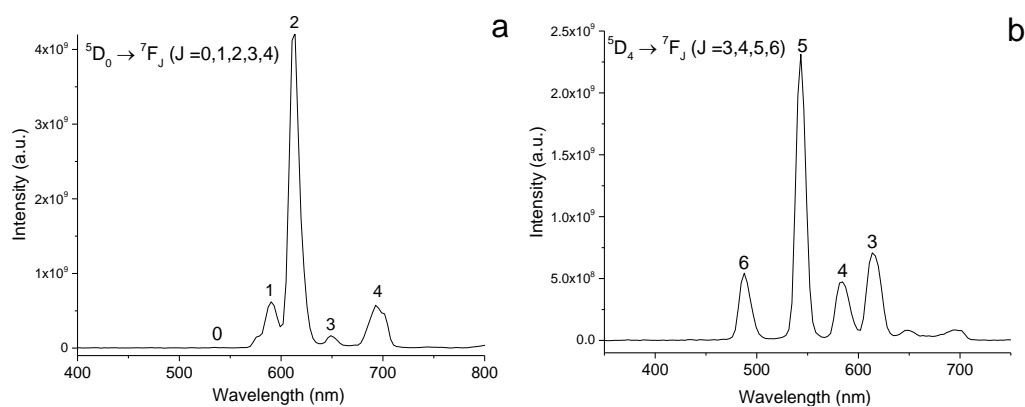 a
⁵D₀ → ⁷F_J (J =0,1,2,3,4)
2
4x10⁹
3x10⁹
2x10⁹
1x10⁹
0
Intensity (a.u.)
0
1
3
4
400
500
600
700
800
Wavelength (nm)
b
⁵D₄ → ⁷F_J (J =3,4,5,6)
5
2.5x10⁹
2.0x10⁹
1.5x10⁹
1.0x10⁹
5.0x10⁸
0.0
Intensity (a.u.)
6
4
3
400
500
600
700
Wavelength (nm)